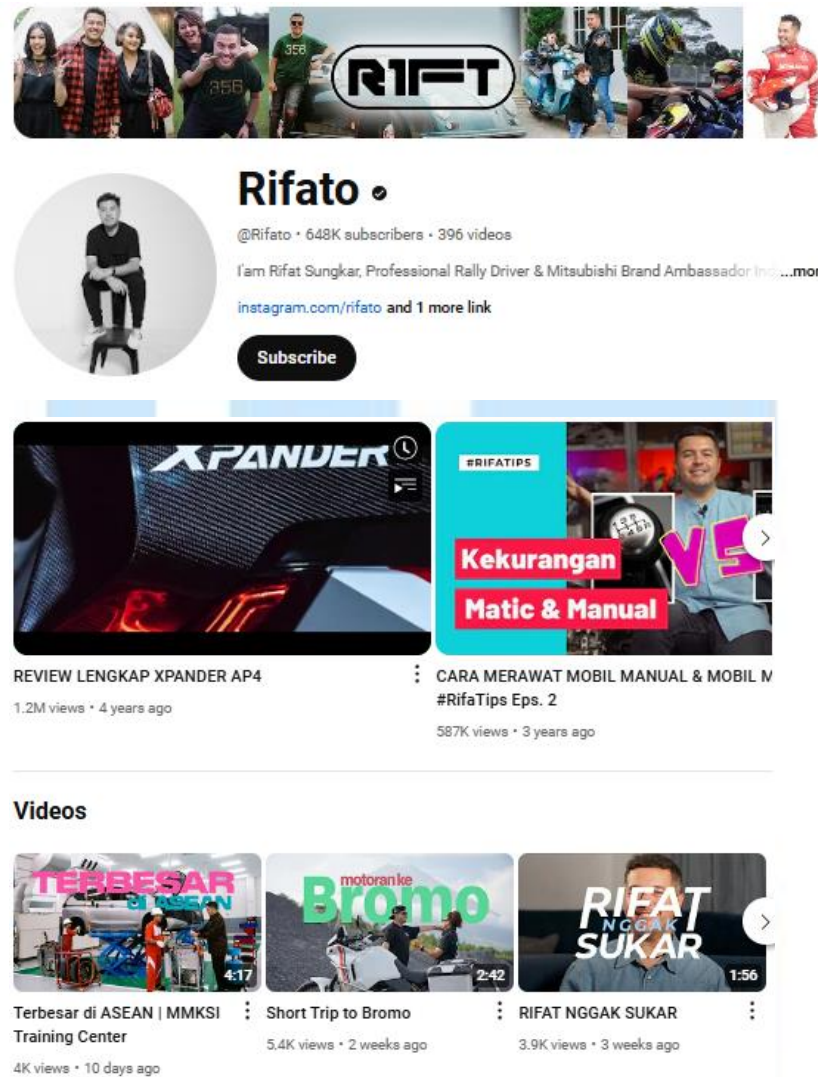 356
356
R1FT
Rifato
@Rifato • 648K subscribers • 396 videos
I'am Rifat Sungkar, Professional Rally Driver & Mitsubishi Brand Ambassador ...mor
instagram.com/rifato and 1 more link
Subscribe
XPANDER
#RIFATIPS
Kekurangan
Matic & Manual
VS
REVIEW LENGKAP XPANDER AP4
1.2M views • 4 years ago
CARA MERAWAT MOBIL MANUAL & MOBIL M
#RifaTips Eps. 2
587K views • 3 years ago
Videos
TERBESAR
di ASEAN
4:17
motoran ke
Bromo
2:42
RIFAT
NGGAK
SUKAR
1:56
Terbesar di ASEAN | MMKSI
Training Center
4K views • 10 days ago
Short Trip to Bromo
5.4K views • 2 weeks ago
RIFAT NGGAK SUKAR
3.9K views • 3 weeks ago